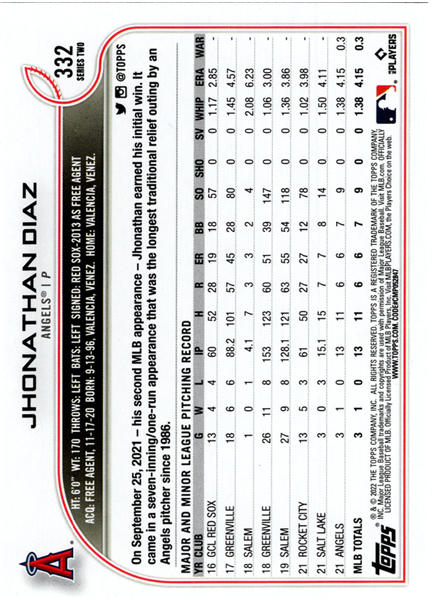 JHONATHAN DIAZ
ANGELS® I P
332
SERIES TWO
HT: 6'0" WT: 170 THROWS: LEFT BATS: LEFT SIGNED: RED SOX-2013 AS FREE AGENT
ACQ: FREE AGENT, 11-17-20 BORN: 9-13-96, VALENCIA, VENEZ. HOME: VALENCIA, VENEZ.
@TOPPS
On September 25, 2021 – his second MLB appearance – Jhonathan earned his initial win. It
came in a seven-inning/one-run appearance that was the longest traditional relief outing by an
Angels pitcher since 1986.
MAJOR AND MINOR LEAGUE PITCHING RECORD
YR CLUB G W L IP H R ER BB SO SHO SV WHIP ERA WAR
16 GCL RED SOX 13 4 4 60 52 28 19 18 57 0 0 1.17 2.85
17 GREENVILLE 18 6 6 88.2 101 57 45 28 80 0 0 1.45 4.57
18 SALEM 1 0 1 4.1 7 3 3 2 4 0 0 2.08 6.23
18 GREENVILLE 26 11 8 153 123 60 51 39 147 0 0 1.06 3.00
19 SALEM 27 9 8 128.1 121 63 55 54 118 0 0 1.36 3.86
21 ROCKET CITY 13 5 3 61 50 27 27 12 78 0 0 1.02 3.98
21 SALT LAKE 3 0 3 15.1 15 7 7 8 14 0 0 1.50 4.11
21 ANGELS 3 1 0 13 11 6 6 7 9 0 0 1.38 4.15 0.3
MLB TOTALS 3 1 0 13 11 6 6 7 9 0 0 1.38 4.15 0.3
topps
® & © 2022 THE TOPPS COMPANY, INC. ALL RIGHTS RESERVED. TOPPS IS A REGISTERED TRADEMARK OF THE TOPPS COMPANY,
INC. Major League Baseball trademarks and copyrights are used with permission of Major League Baseball. Visit MLB.com. OFFICIALLY
LICENSED PRODUCT OF MLB Players, Inc. Visit MLBPLAYERS.com, the Players Choice on the web.
WWW.TOPPS.COM. CODE#CMP052847
PLAYERS